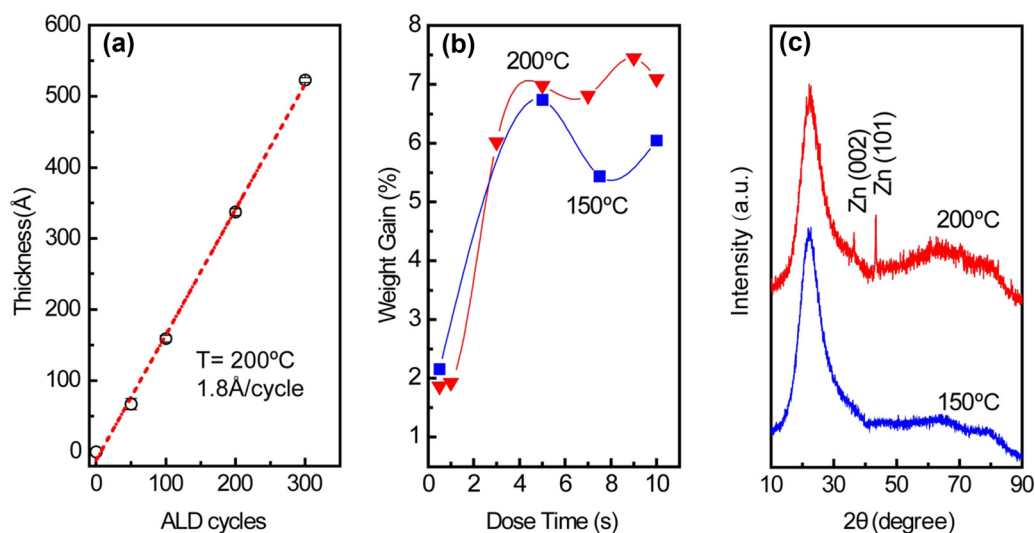 (a)
600
500
400
300
200
100
0
Thickness(Å)
T= 200ºC
1.8Å/cycle
0 100 200 300
ALD cycles
(b)
8
7
6
5
4
3
2
1
Weight Gain (%)
200ºC
150ºC
0 2 4 6 8 10
Dose Time (s)
(c)
Intensity (a.u.)
Zn (002)
Zn (101)
200ºC
150ºC
10 30 50 70 90
2θ (degree)